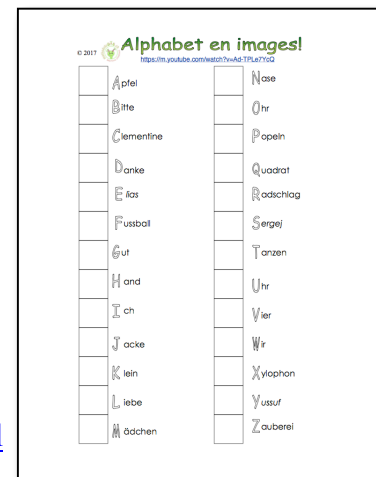 © 2017 Alphabet en images!
https://m.youtube.com/watch?v=Ad-TPLe7YcQ
Apfel
Bitte
Clementine
Danke
Elias
Fussball
Gut
Hand
Ich
Jacke
Klein
Liebe
Mädchen
Nase
Ohr
Popeln
Quadrat
Radschlag
Sergej
Tanzen
Uhr
Vier
Wir
Xylophon
Yussuf
Zauberei